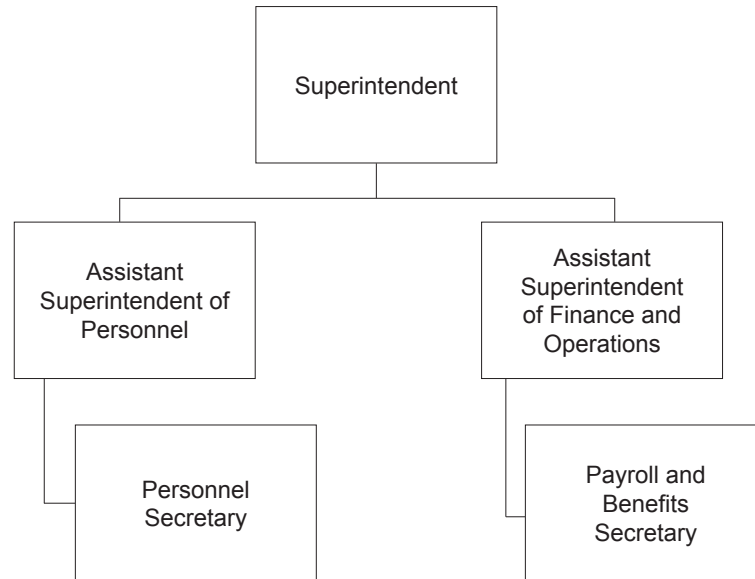 Superintendent
Assistant
Superintendent of
Personnel
Assistant
Superintendent
of Finance and
Operations
Personnel
Secretary
Payroll and
Benefits
Secretary